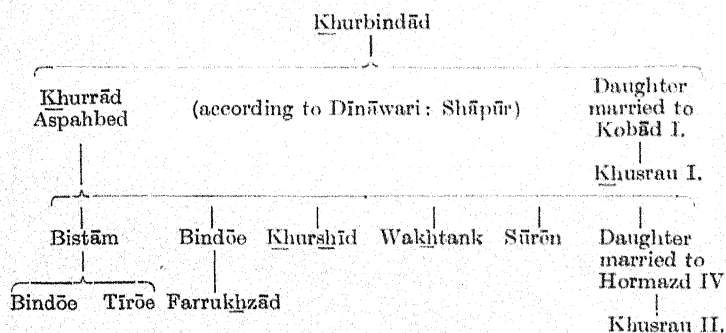 Khurbindād
Khurrād
Aspahbed
(according to Dīnāwari: Shāpūr)
Daughter
married to
Kobād I.
Khusrau I.
Bistām
Bindōe
Khurshīd
Wakhtank
Sūrēn
Daughter
married to
Hormazd IV
Bindōe
Tīrōe
Farrukhzād
Khusrau II.